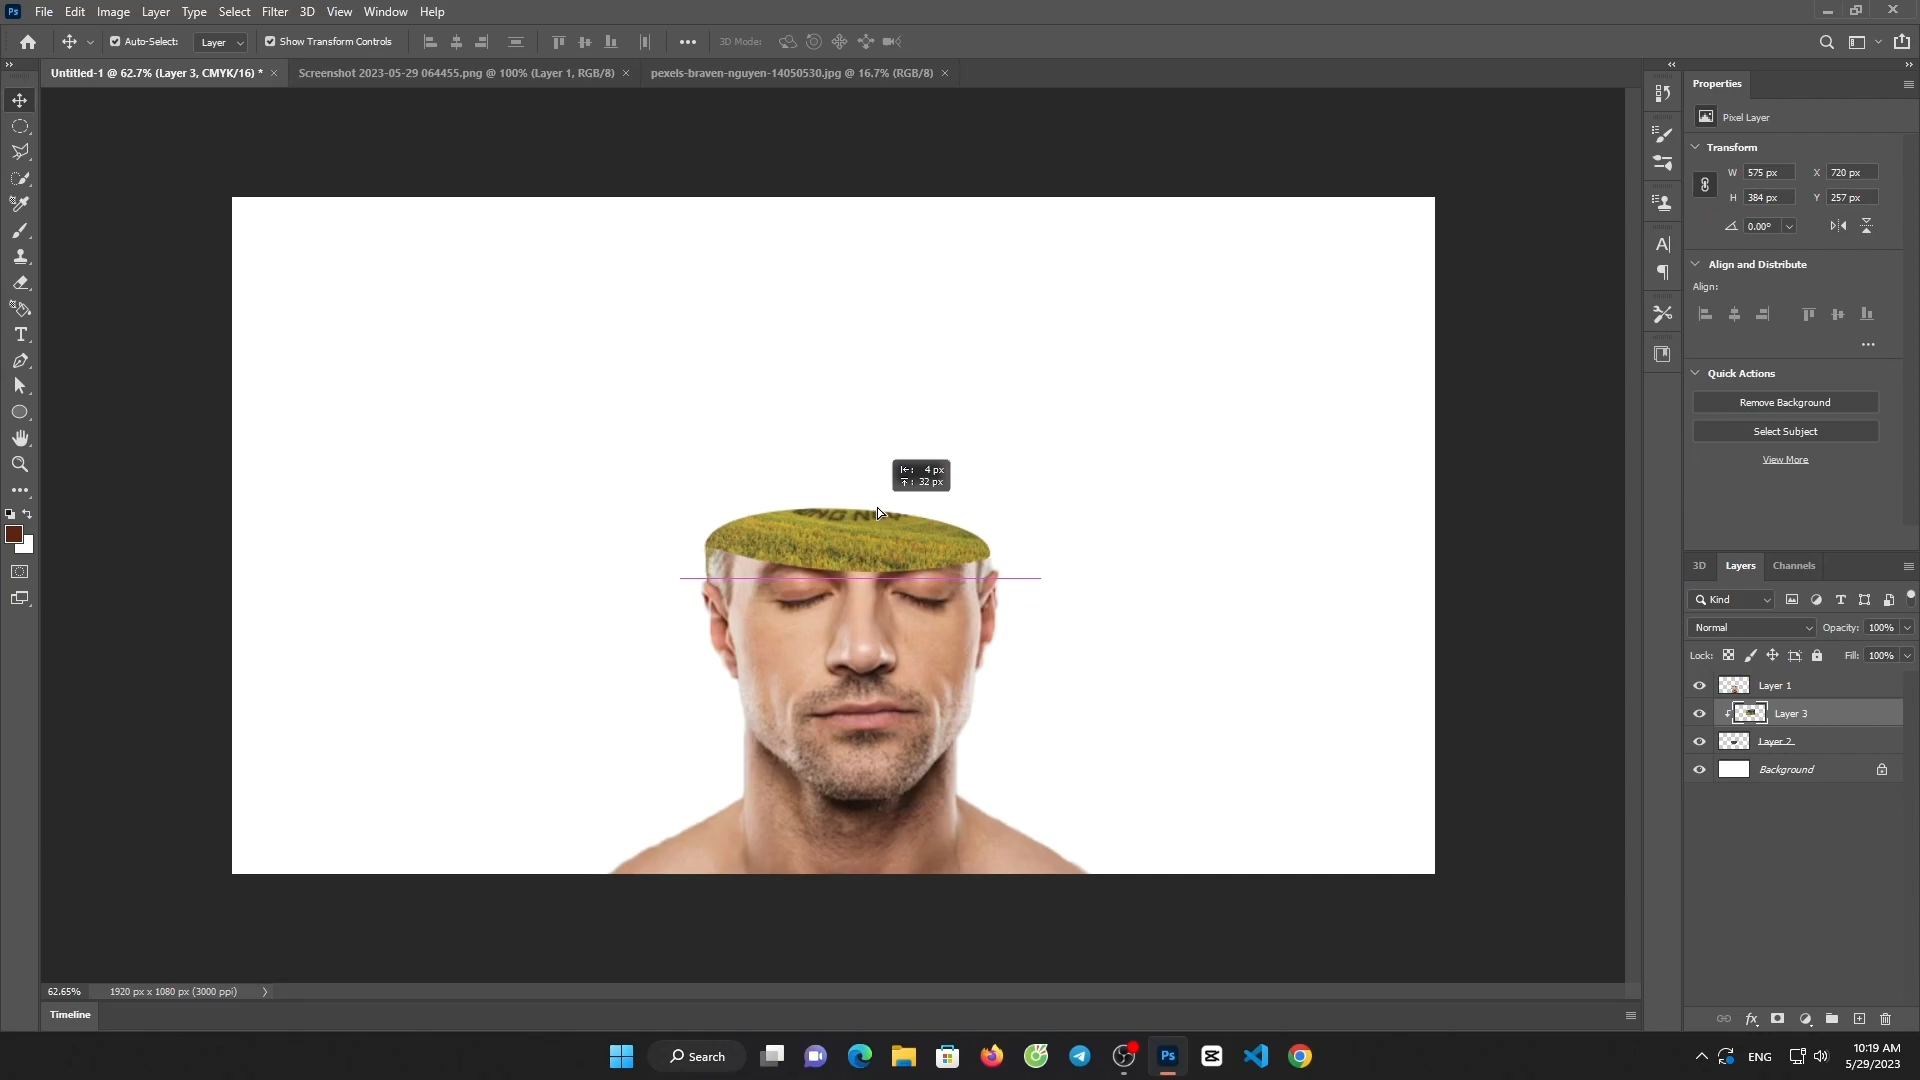 Ps File Edit Image Layer Type Select Filter 3D View Window Help
Auto-Select: Layer Show Transform Controls 3D Mode:
Untitled-1 @ 62.7% (Layer 3, CMYK/16) * Screenshot 2023-05-29 064455.png @ 100% (Layer 1, RGB/8) pexels-braven-nguyen-14050530.jpg @ 16.7% (RGB/8)
Properties
Pixel Layer
Transform
W 575 px X 720 px
H 384 px Y 257 px
0.00°
Align and Distribute
Align:
Quick Actions
Remove Background
Select Subject
View More
4 px
32 px
3D Layers Channels
Kind
Normal Opacity: 100%
Lock: Fill: 100%
Layer 1
Layer 3
Layer 2
Background
62.65% 1920 px x 1080 px (3000 ppi)
Timeline
Search
Ps
ENG
10:19 AM
5/29/2023